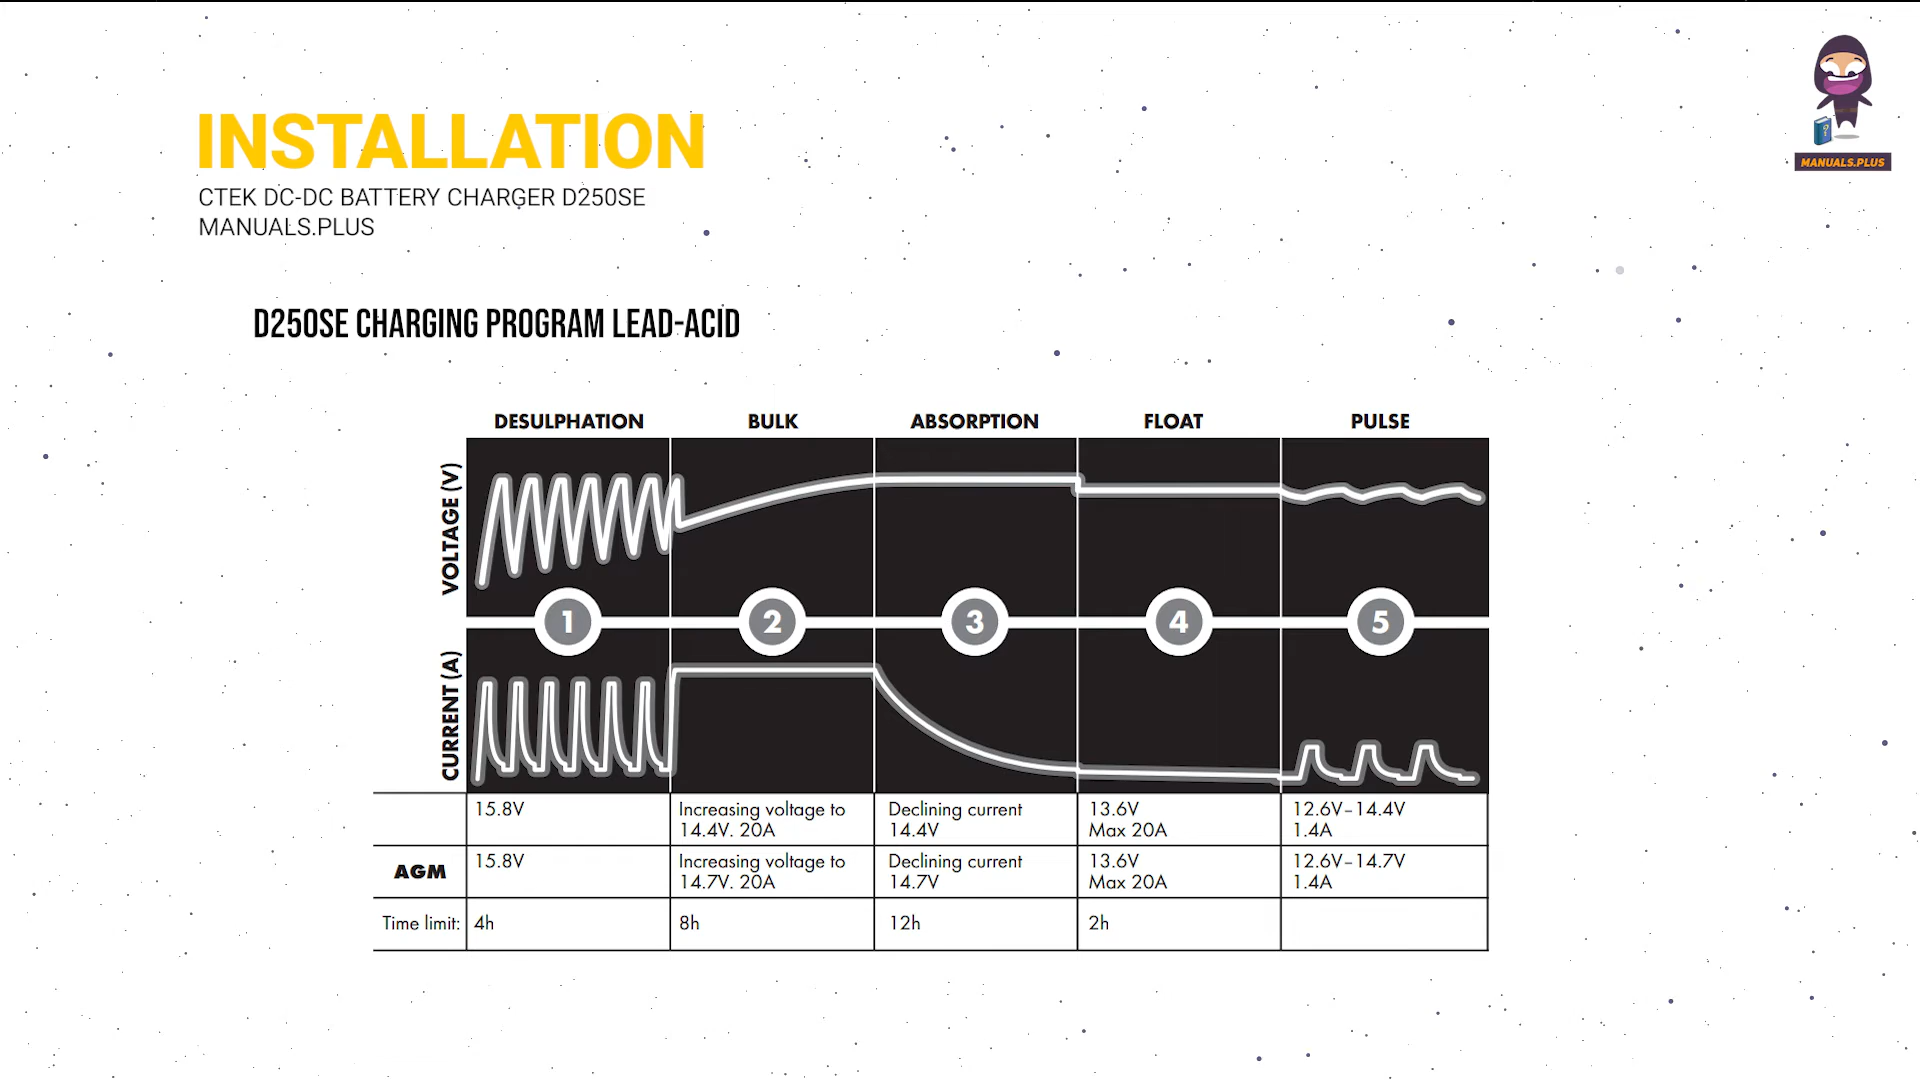 INSTALLATION
CTEK DC-DC BATTERY CHARGER D250SE
MANUALS.PLUS
MANUALS.PLUS
D250SE CHARGING PROGRAM LEAD-ACID
DESULPHATION BULK ABSORPTION FLOAT PULSE
VOLTAGE (V)
1 2 3 4 5
CURRENT (A)
15.8V Increasing voltage to Declining current 13.6V 12.6V–14.4V
14.4V. 20A 14.4V Max 20A 1.4A
AGM 15.8V Increasing voltage to Declining current 13.6V 12.6V–14.7V
14.7V. 20A 14.7V Max 20A 1.4A
Time limit: 4h 8h 12h 2h